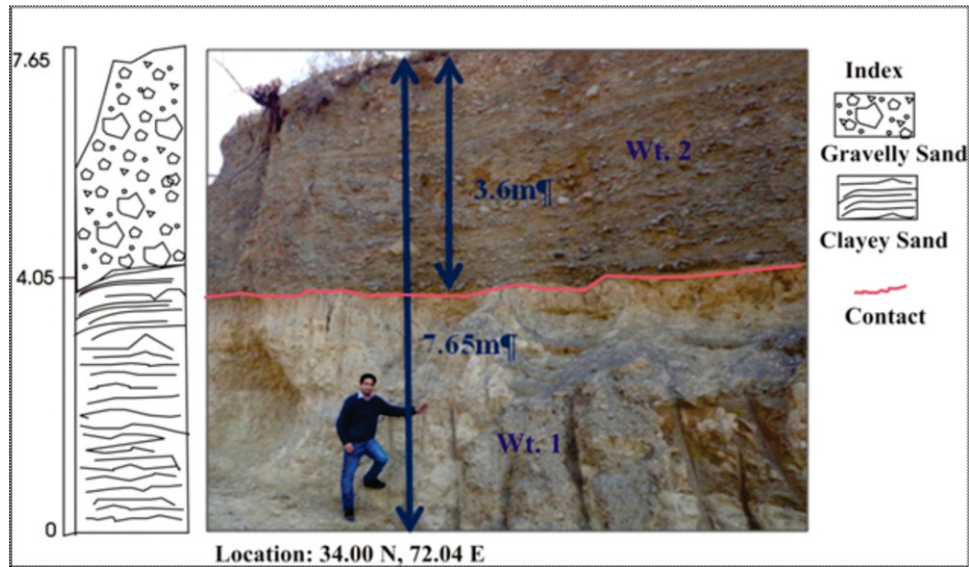 7.65
4.05
0
3.6m¶
7.65m¶
Wt. 2
Wt. 1
Location: 34.00 N, 72.04 E
Index
Gravelly Sand
Clayey Sand
Contact